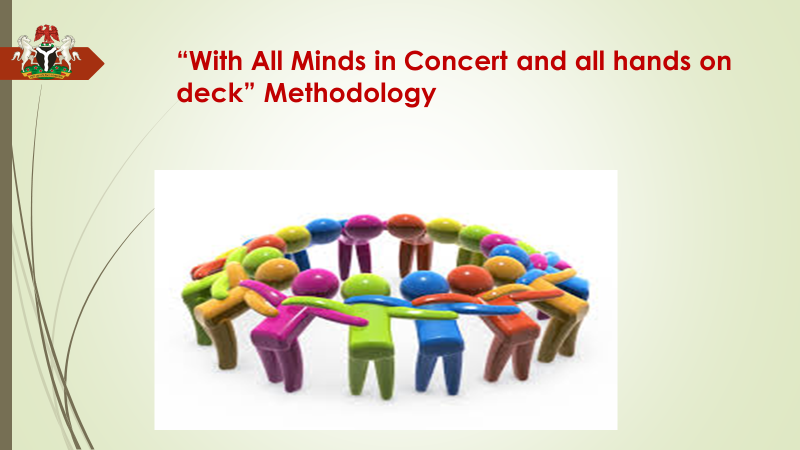 “With All Minds in Concert and all hands on
deck” Methodology